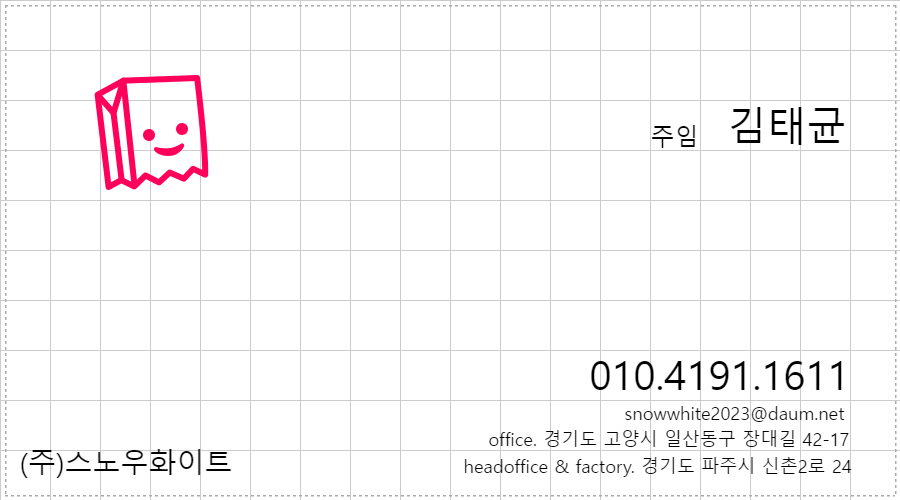 주임 김태균
010.4191.1611
snowwhite2023@daum.net
office. 경기도 고양시 일산동구 장대길 42-17
headoffice & factory. 경기도 파주시 신촌2로 24
(주)스노우화이트